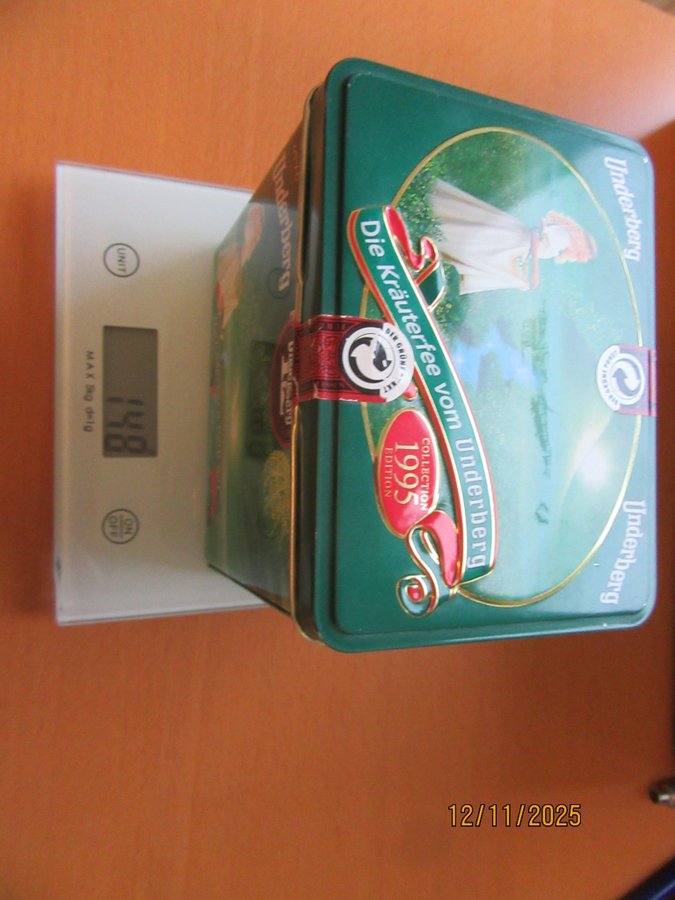 Underberg
Underberg
Die Kräuterfee vom Underberg
COLLECTION
1995
EDITION
Underberg
UNIT
148
ON
OFF
MAX 5kg d=1g
12/11/2025